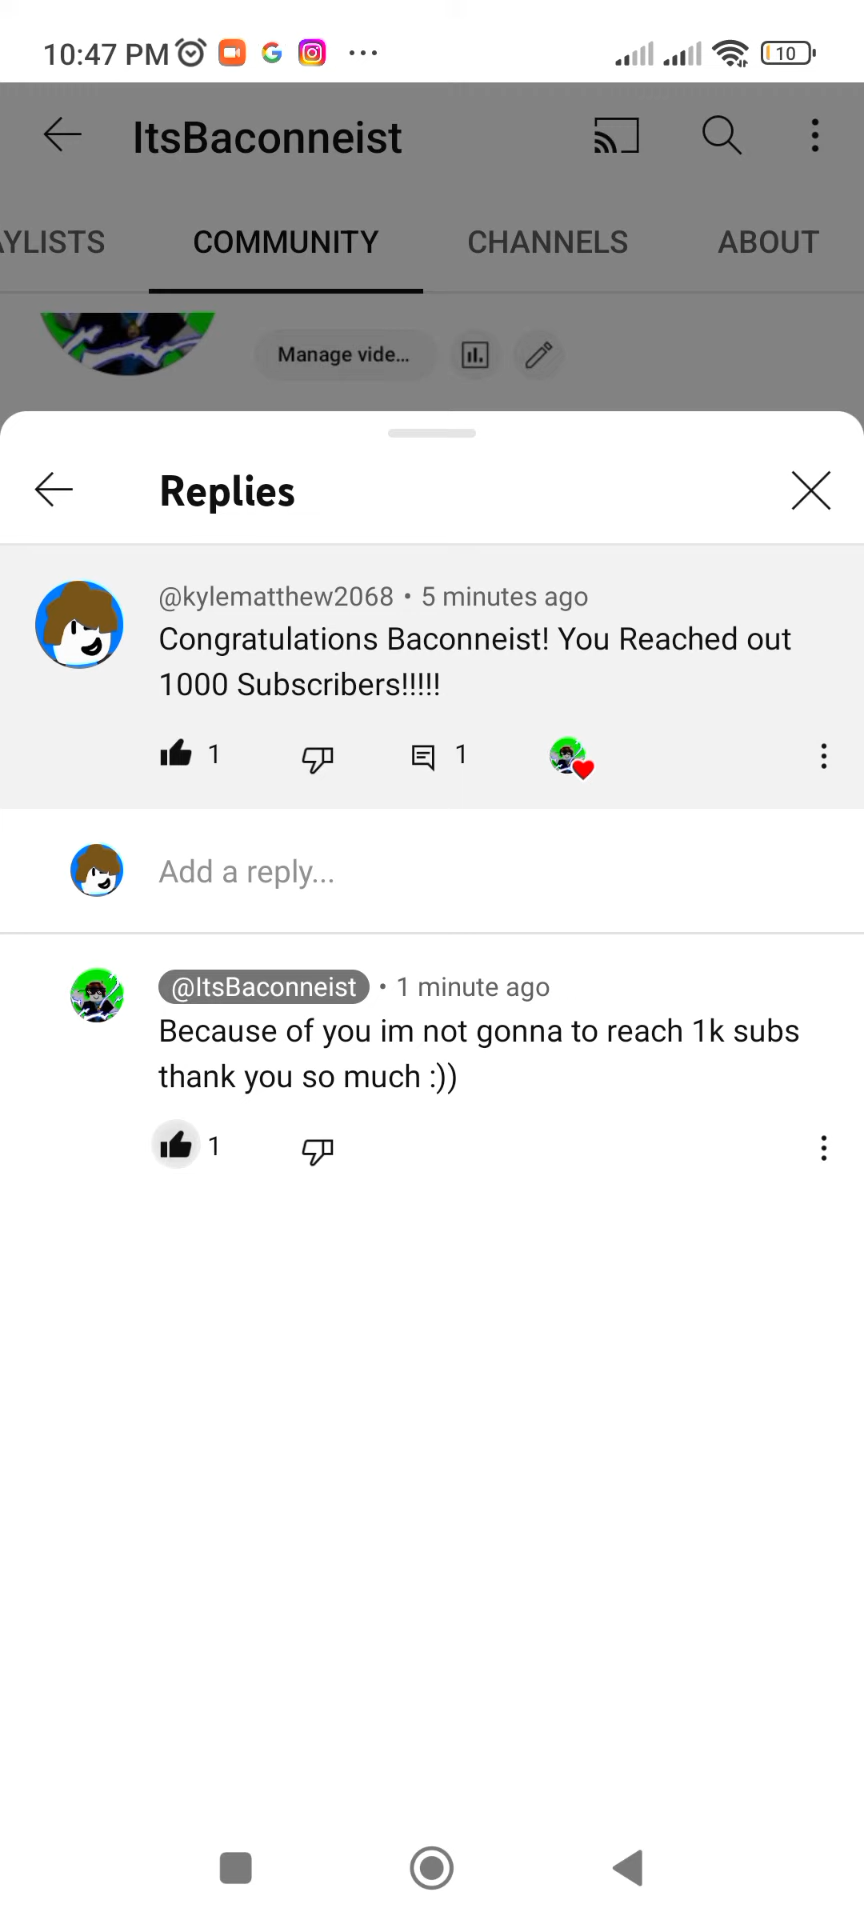 10:47 PM
10
ItsBaconneist
AYLISTS COMMUNITY CHANNELS ABOUT
Manage vide...
Replies
@kylematthew2068 • 5 minutes ago
Congratulations Baconneist! You Reached out
1000 Subscribers!!!!!
1 1
Add a reply...
@ItsBaconneist • 1 minute ago
Because of you im not gonna to reach 1k subs
thank you so much :))
1